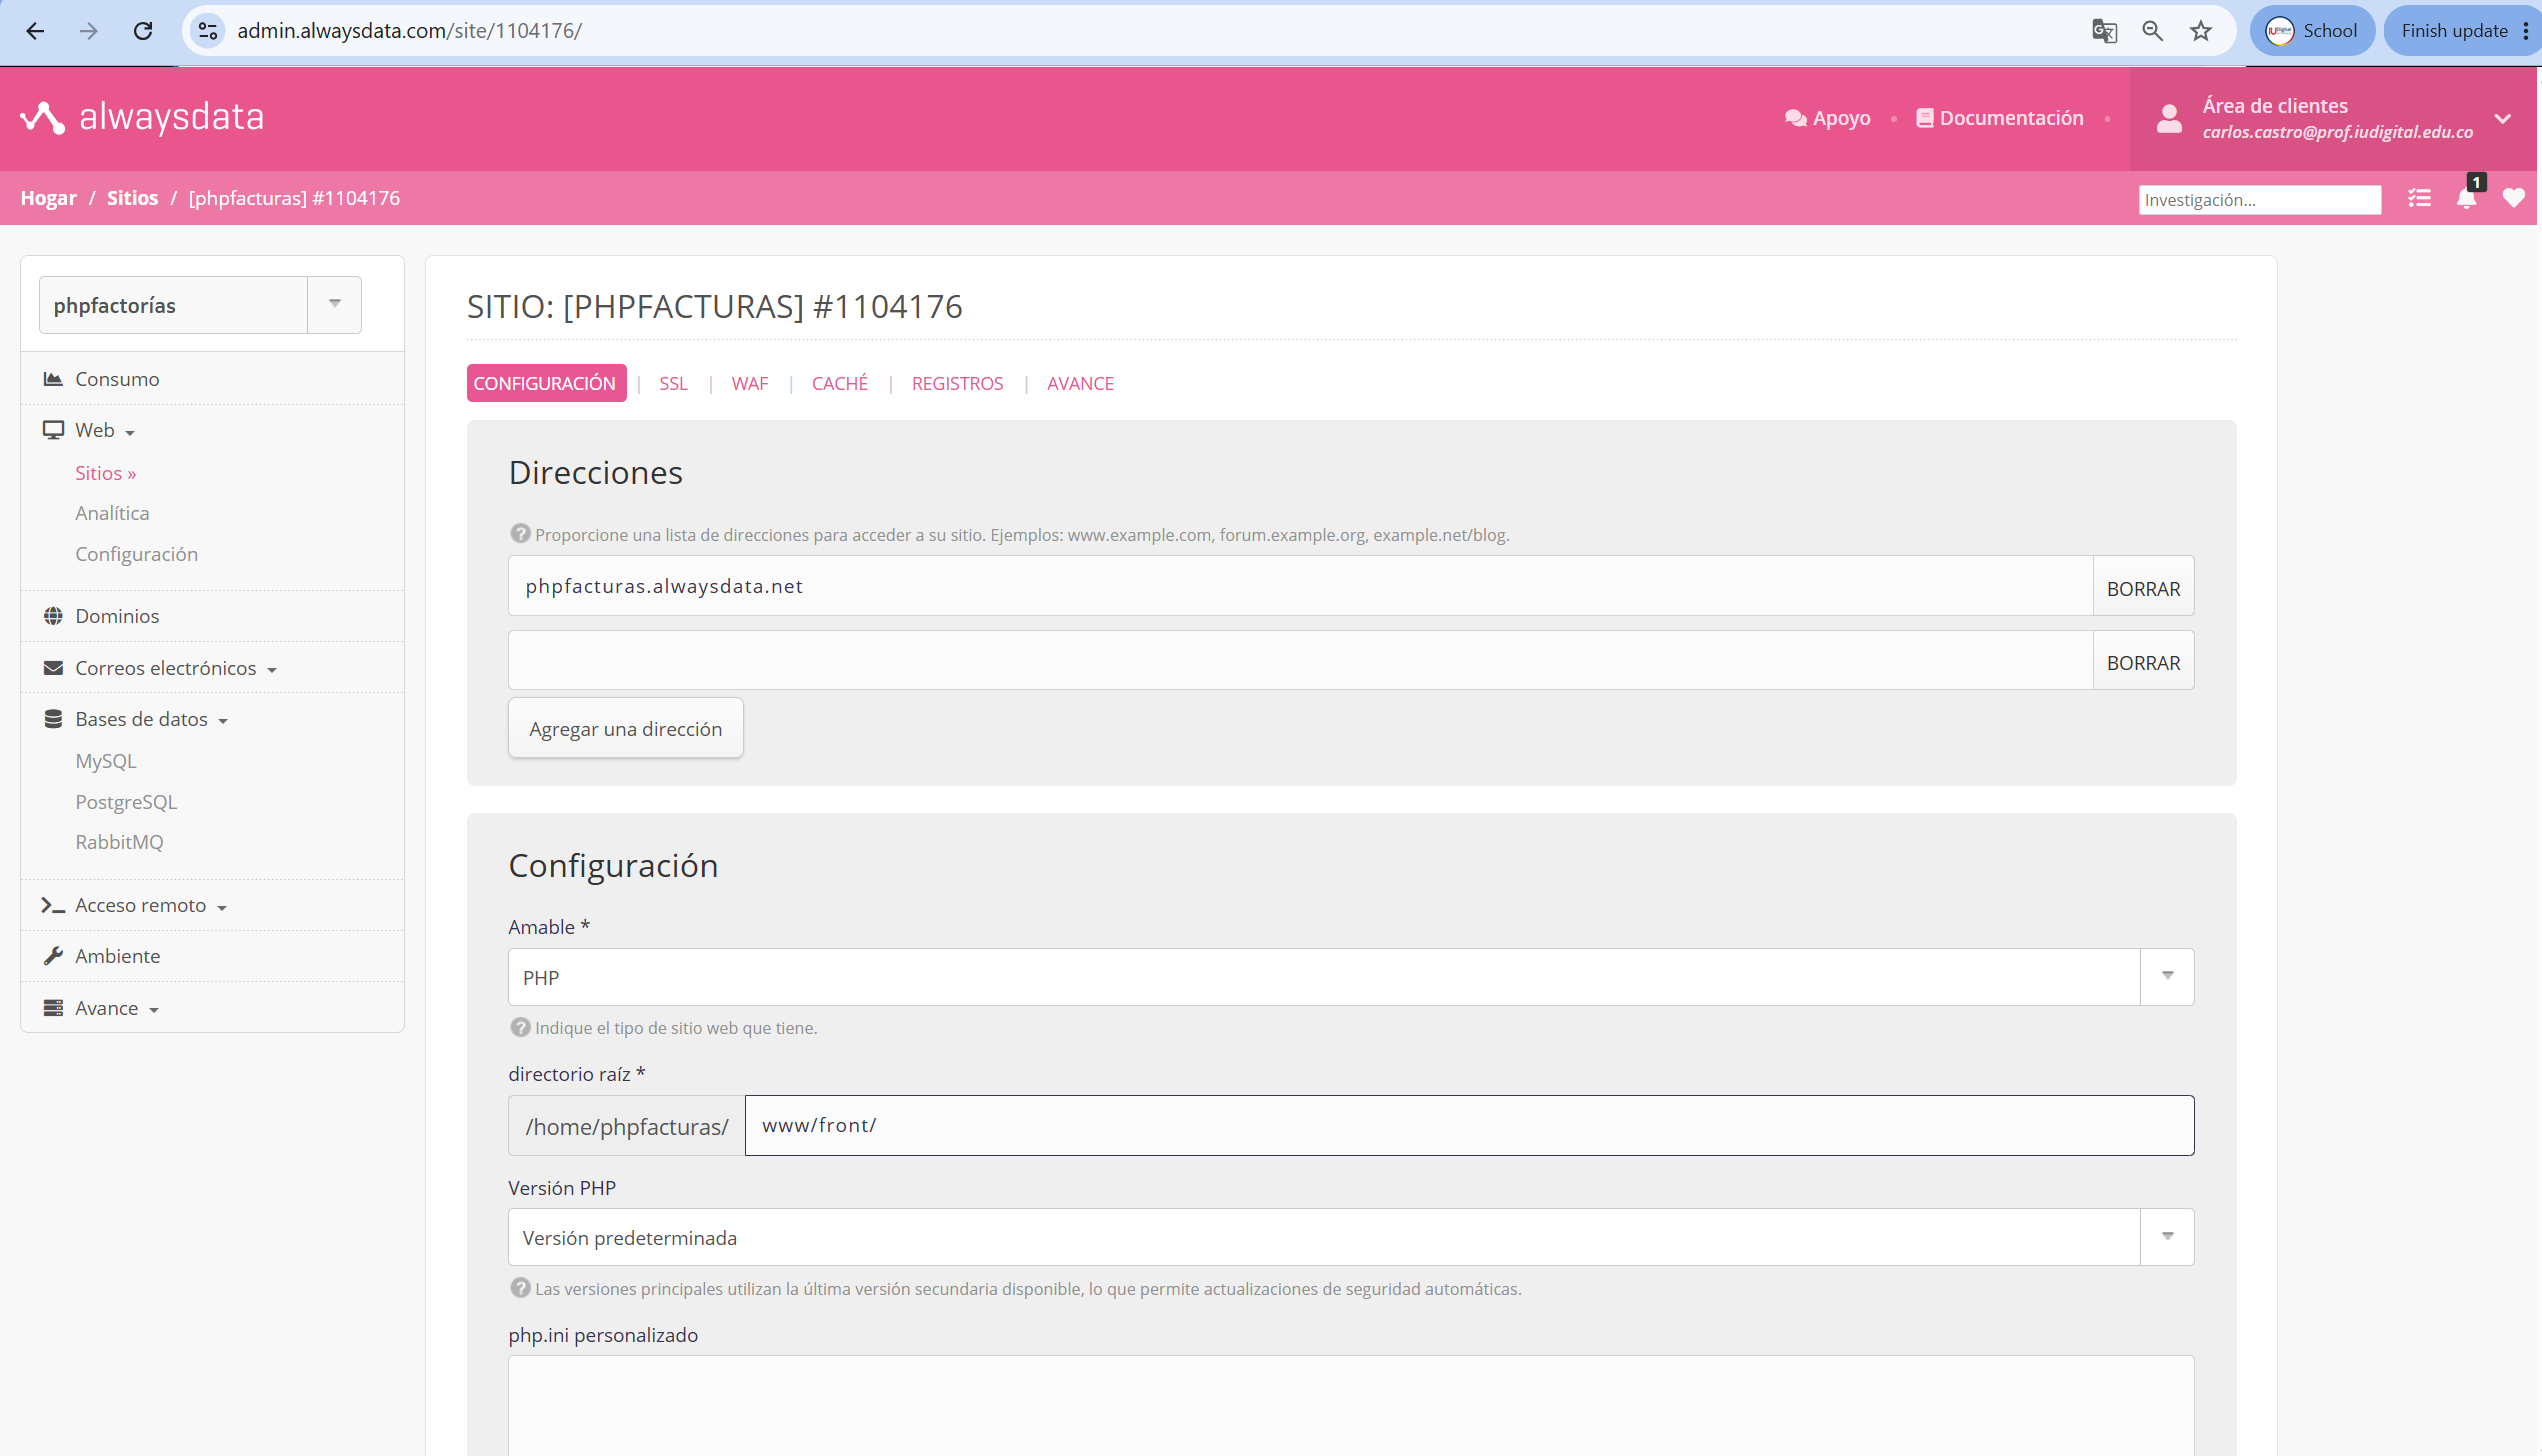 admin.alwaysdata.com/site/1104176/
School
Finish update
alwaysdata
Apoyo
Documentación
Área de clientes
carlos.castro@prof.iudigital.edu.co
Hogar / Sitios / [phpfacturas] #1104176
Investigación...
1
phpfactorías
Consumo
Web
Sitios »
Analítica
Configuración
Dominios
Correos electrónicos
Bases de datos
MySQL
PostgreSQL
RabbitMQ
Acceso remoto
Ambiente
Avance
SITIO: [PHPFACTURAS] #1104176
CONFIGURACIÓN | SSL | WAF | CACHÉ | REGISTROS | AVANCE
Direcciones
? Proporcione una lista de direcciones para acceder a su sitio. Ejemplos: www.example.com, forum.example.org, example.net/blog.
phpfacturas.alwaysdata.net
BORRAR
BORRAR
Agregar una dirección
Configuración
Amable *
PHP
? Indique el tipo de sitio web que tiene.
directorio raíz *
/home/phpfacturas/ www/front/
Versión PHP
Versión predeterminada
? Las versiones principales utilizan la última versión secundaria disponible, lo que permite actualizaciones de seguridad automáticas.
php.ini personalizado